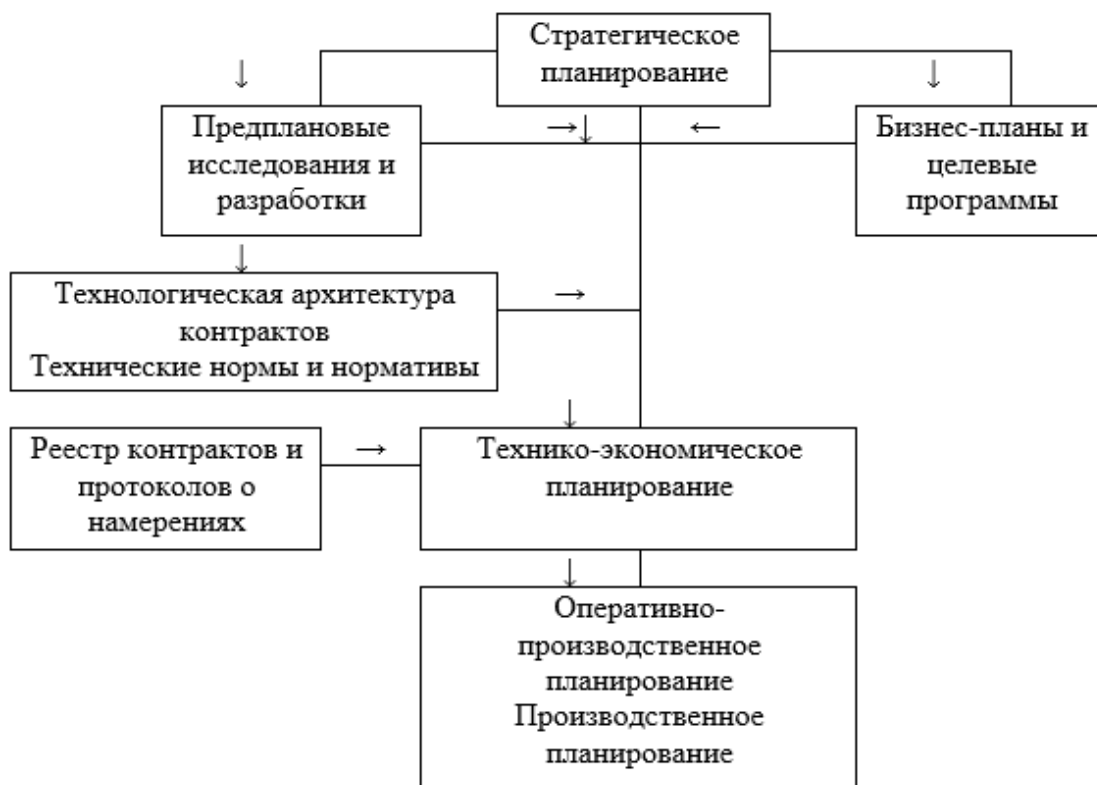 Стратегическое
планирование
Предплановые
исследования и
разработки
Бизнес-планы и
целевые
программы
Технологическая архитектура
контрактов
Технические нормы и нормативы
Реестр контрактов и
протоколов о
намерениях
Технико-экономическое
планирование
Оперативно-
производственное
планирование
Производственное
планирование